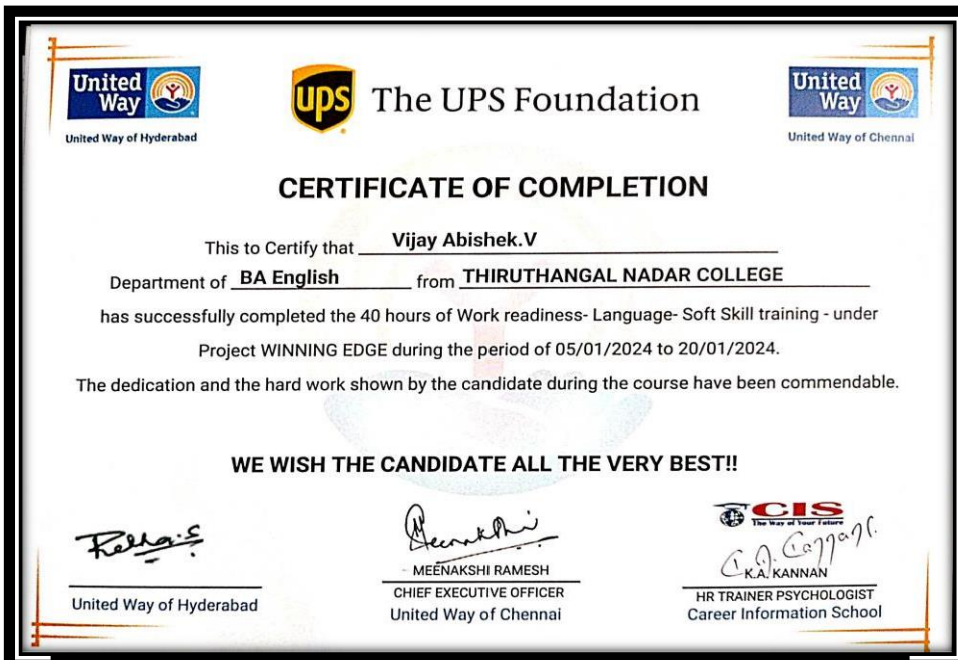 United Way
United Way of Hyderabad
ups
The UPS Foundation
United Way
United Way of Chennai
CERTIFICATE OF COMPLETION
This to Certify that Vijay Abishek.V
Department of BA English from THIRUTHANGAL NADAR COLLEGE
has successfully completed the 40 hours of Work readiness- Language- Soft Skill training - under
Project WINNING EDGE during the period of 05/01/2024 to 20/01/2024.
The dedication and the hard work shown by the candidate during the course have been commendable.
WE WISH THE CANDIDATE ALL THE VERY BEST!!
CIS
The Way of Your Future
MEENAKSHI RAMESH
K.A. KANNAN
United Way of Hyderabad
CHIEF EXECUTIVE OFFICER
United Way of Chennai
HR TRAINER PSYCHOLOGIST
Career Information School